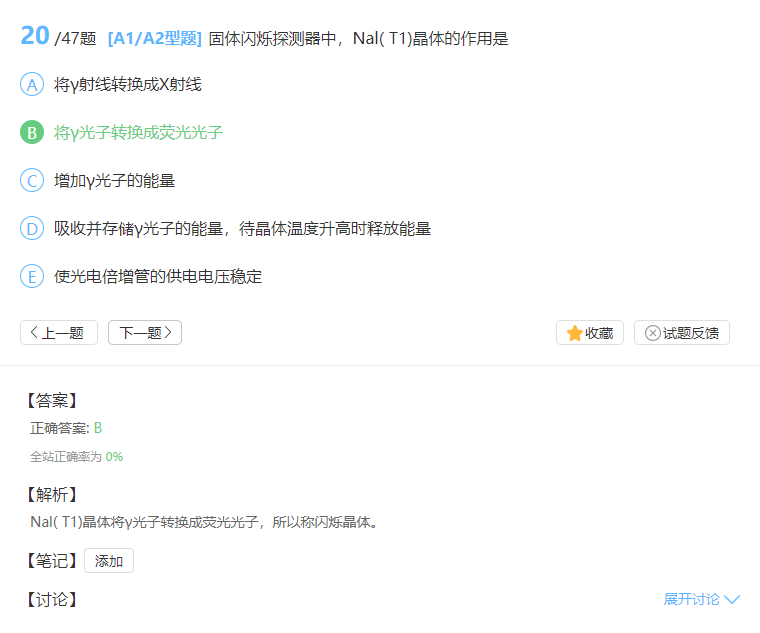 20 /47题 [A1/A2型题] 固体闪烁探测器中，NaI( T1)晶体的作用是
A 将γ射线转换成X射线
B 将γ光子转换成荧光光子
C 增加γ光子的能量
D 吸收并存储γ光子的能量，待晶体温度升高时释放能量
E 使光电倍增管的供电电压稳定
上一题 下一题 收藏 试题反馈
【答案】
正确答案: B
全站正确率为 0%
【解析】
NaI( T1)晶体将γ光子转换成荧光光子，所以称闪烁晶体。
【笔记】 添加
【讨论】 展开讨论